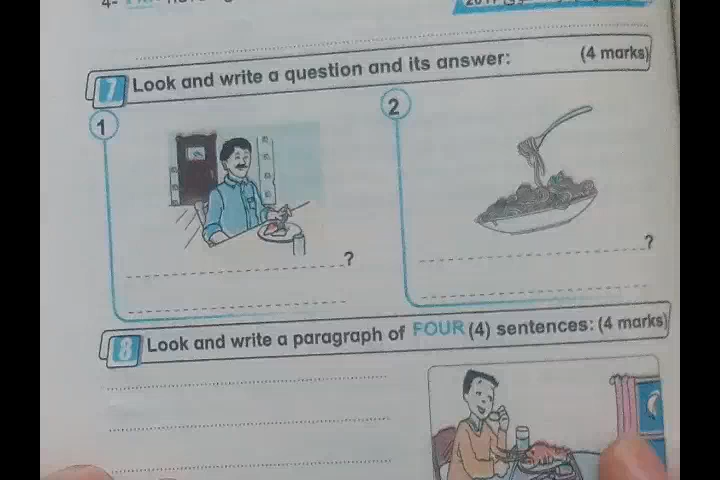 4-
7 Look and write a question and its answer: (4 marks)
1
2
?
?
8 Look and write a paragraph of FOUR (4) sentences: (4 marks)